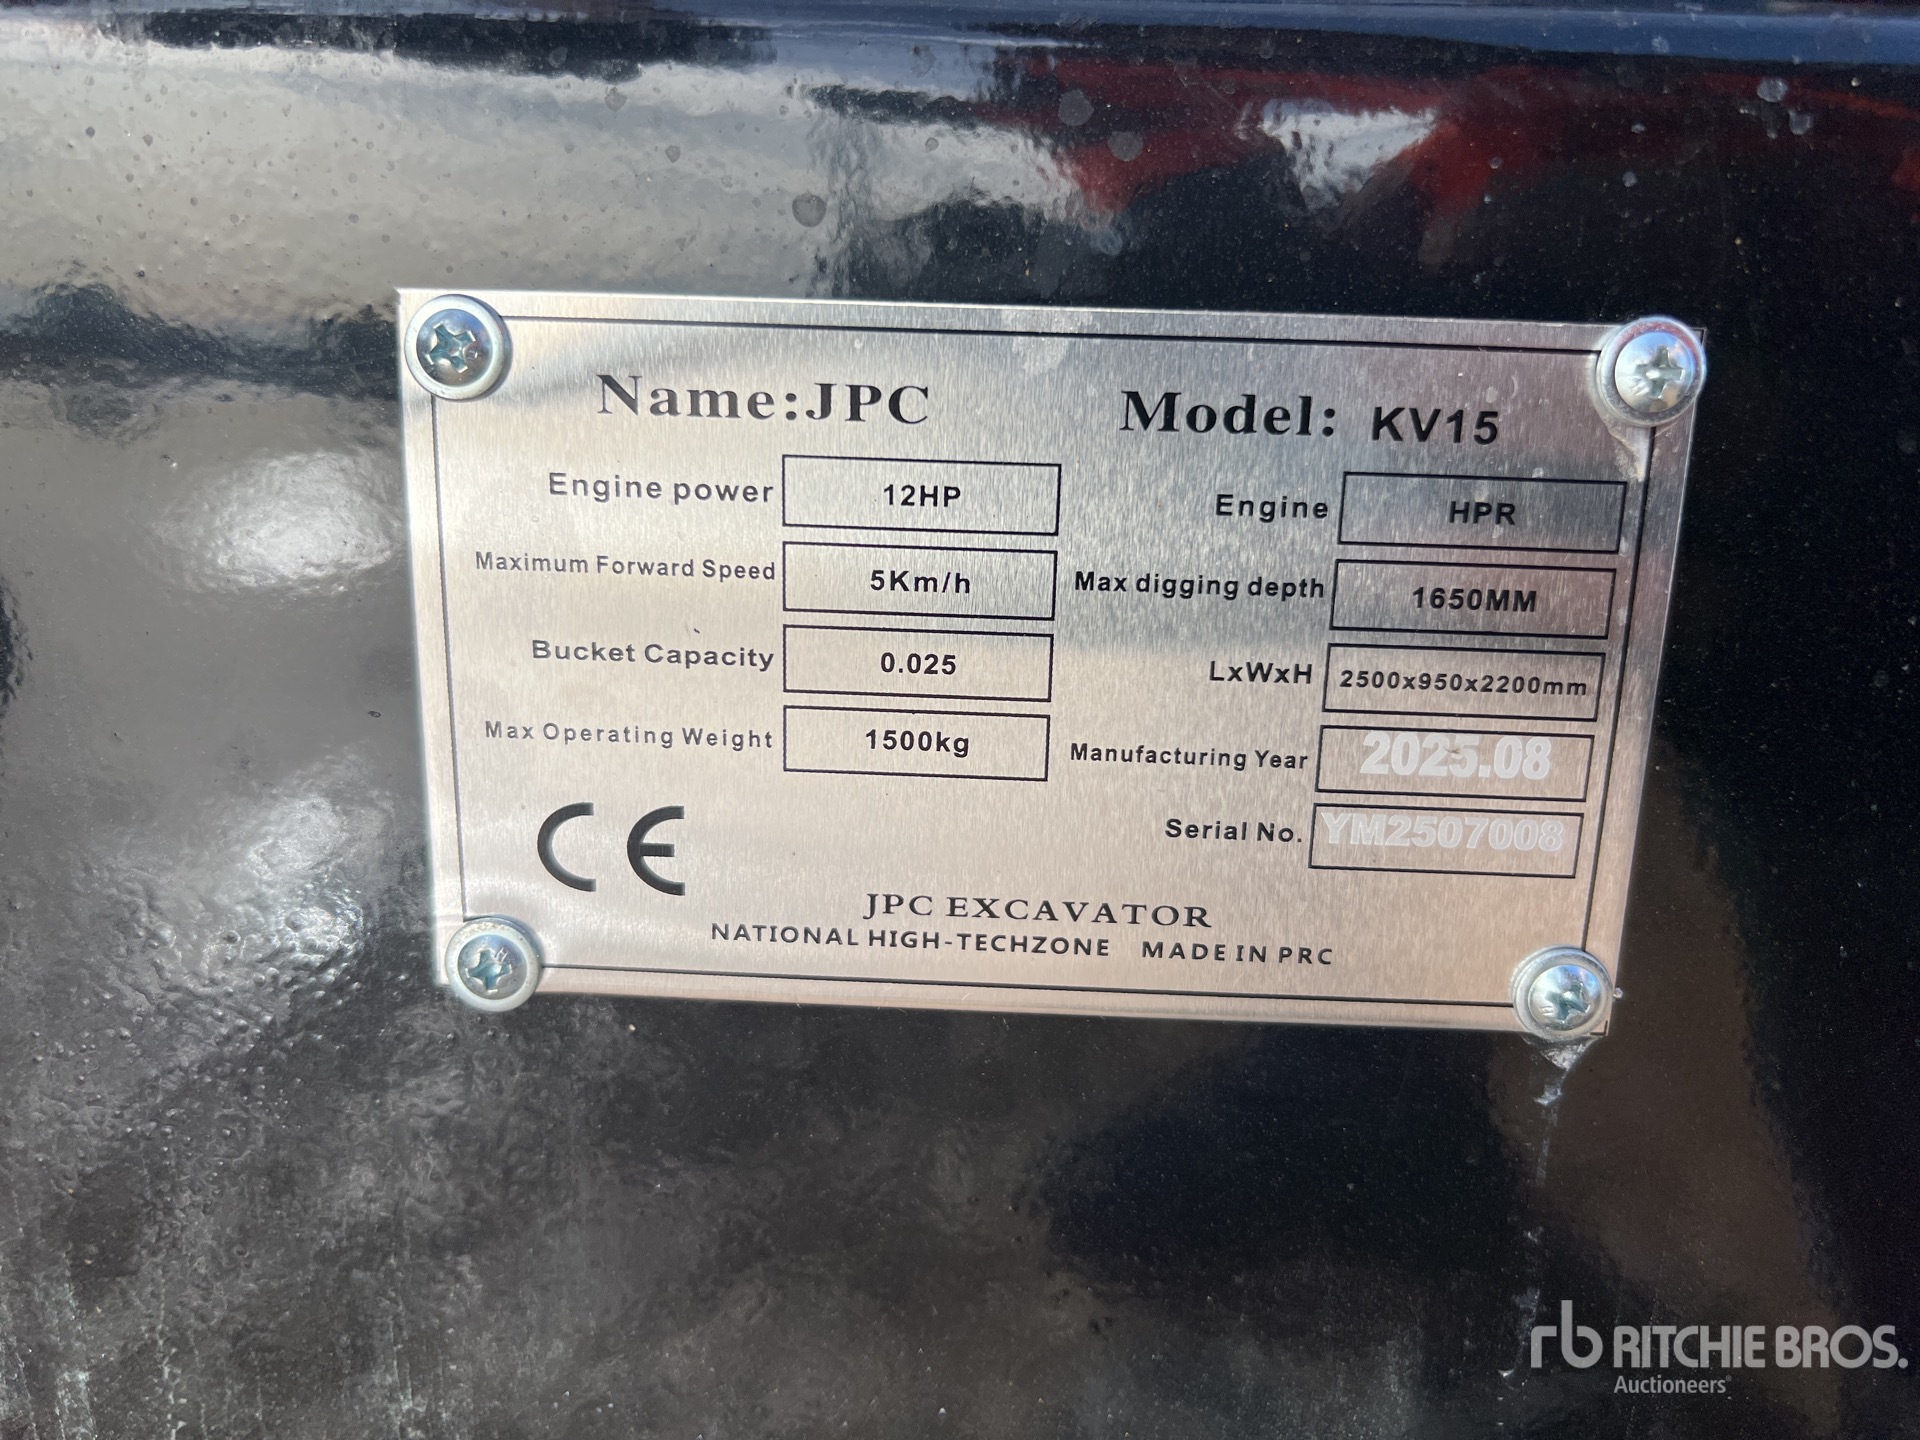 Name:JPC Model: KV15
Engine power 12HP Engine HPR
Maximum Forward Speed 5Km/h Max digging depth 1650MM
Bucket Capacity 0.025 LxWxH 2500x950x2200mm
Max Operating Weight 1500kg Manufacturing Year 2025.08
Serial No. YM2507008
CE
JPC EXCAVATOR
NATIONAL HIGH-TECHZONE MADE IN PRC
rb RITCHIE BROS.
Auctioneers